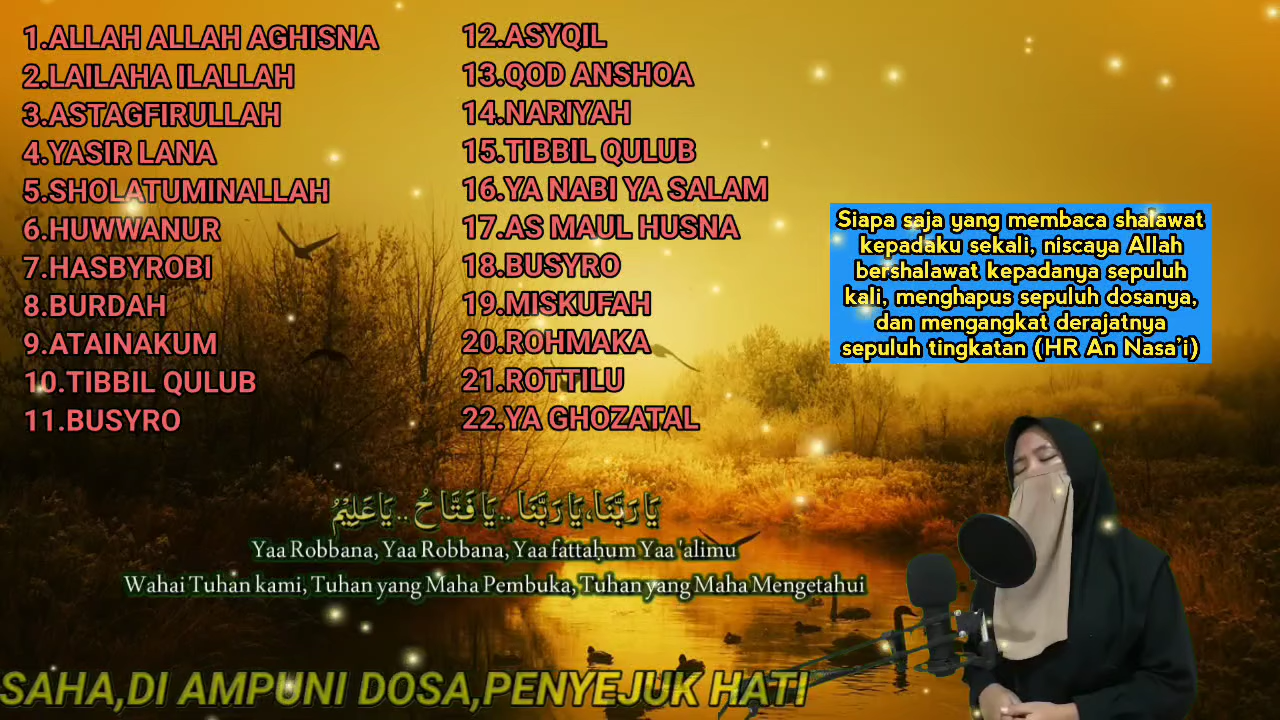 1.ALLAH ALLAH AGHISNA
2.LAILAHA ILALLAH
3.ASTAGFIRULLAH
4.YASIR LANA
5.SHOLATUMINALLAH
6.HUWWANUR
7.HASBYROBI
8.BURDAH
9.ATAINAKUM
10.TIBBIL QULUB
11.BUSYRO
12.ASYQIL
13.QOD ANSHOA
14.NARIYAH
15.TIBBIL QULUB
16.YA NABI YA SALAM
17.AS MAUL HUSNA
18.BUSYRO
19.MISKUFAH
20.ROHMAKA
21.ROTTILU
22.YA GHOZATAL
Siapa saja yang membaca shalawat
kepadaku sekali, niscaya Allah
bershalawat kepadanya sepuluh
kali, menghapus sepuluh dosanya,
dan mengangkat derajatnya
sepuluh tingkatan (HR An Nasa'i)
يَا رَبَّنَا، يَا رَبَّنَا .. يَا فَتَّاحُ .. يَا عَلِيْمُ
Yaa Robbana, Yaa Robbana, Yaa fattaḥum Yaa 'alimu
Wahai Tuhan kami, Tuhan yang Maha Pembuka, Tuhan yang Maha Mengetahui
SAHA,DI AMPUNI DOSA,PENYEJUK HATI